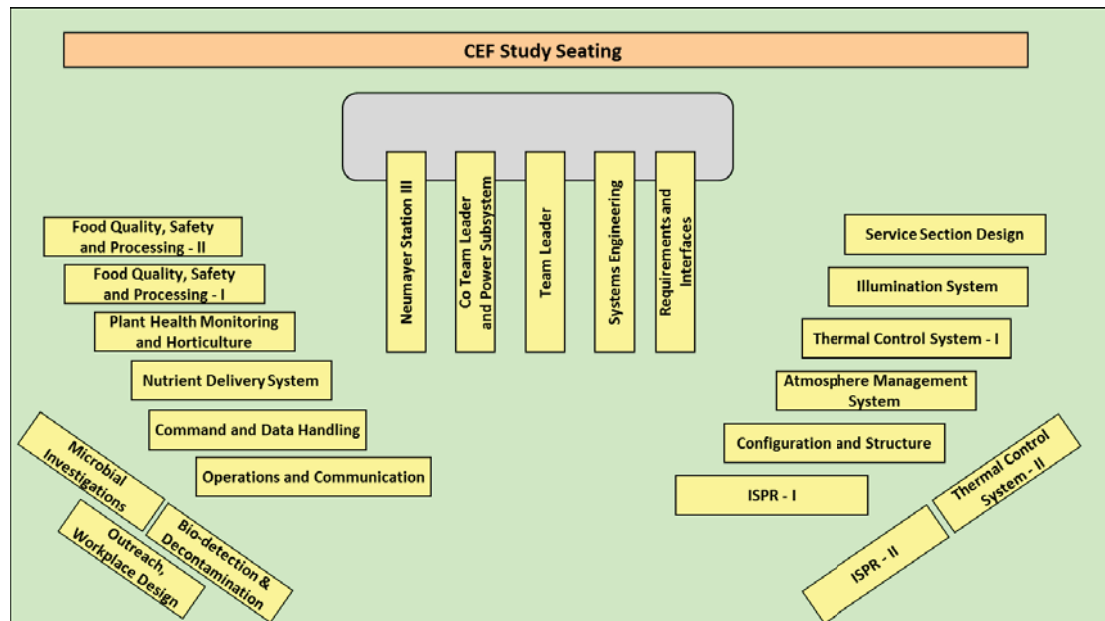 CEF Study Seating
Neumayer Station III
Co Team Leader
and Power Subsystem
Team Leader
Systems Engineering
Requirements and
Interfaces
Food Quality, Safety
and Processing - II
Food Quality, Safety
and Processing - I
Plant Health Monitoring
and Horticulture
Nutrient Delivery System
Command and Data Handling
Operations and Communication
Microbial
Investigations
Bio-detection &
Decontamination
Outreach,
Workplace Design
Service Section Design
Illumination System
Thermal Control System - I
Atmosphere Management
System
Configuration and Structure
ISPR - I
Thermal Control
System - II
ISPR - II